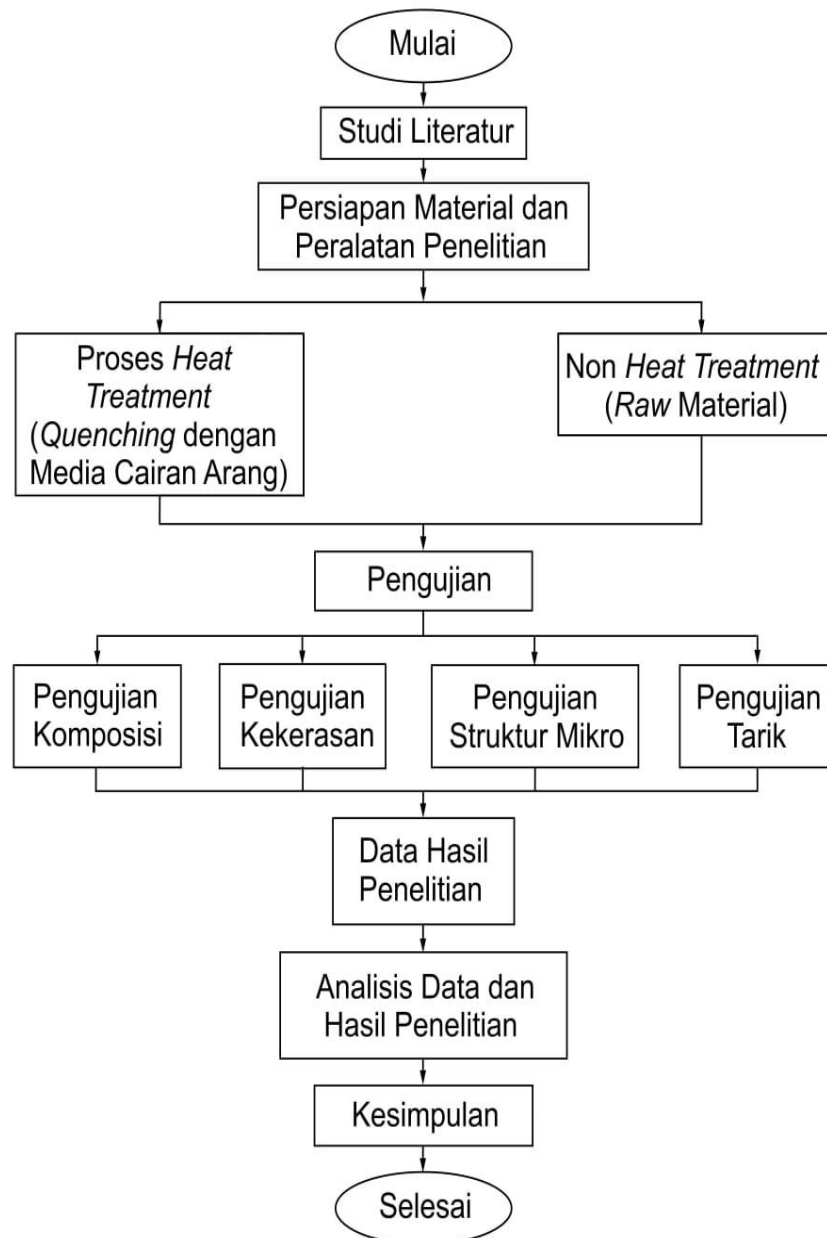 Mulai
Studi Literatur
Persiapan Material dan
Peralatan Penelitian
Proses Heat
Treatment
(Quenching dengan
Media Cairan Arang)
Non Heat Treatment
(Raw Material)
Pengujian
Pengujian
Komposisi
Pengujian
Kekerasan
Pengujian
Struktur Mikro
Pengujian
Tarik
Data Hasil
Penelitian
Analisis Data dan
Hasil Penelitian
Kesimpulan
Selesai